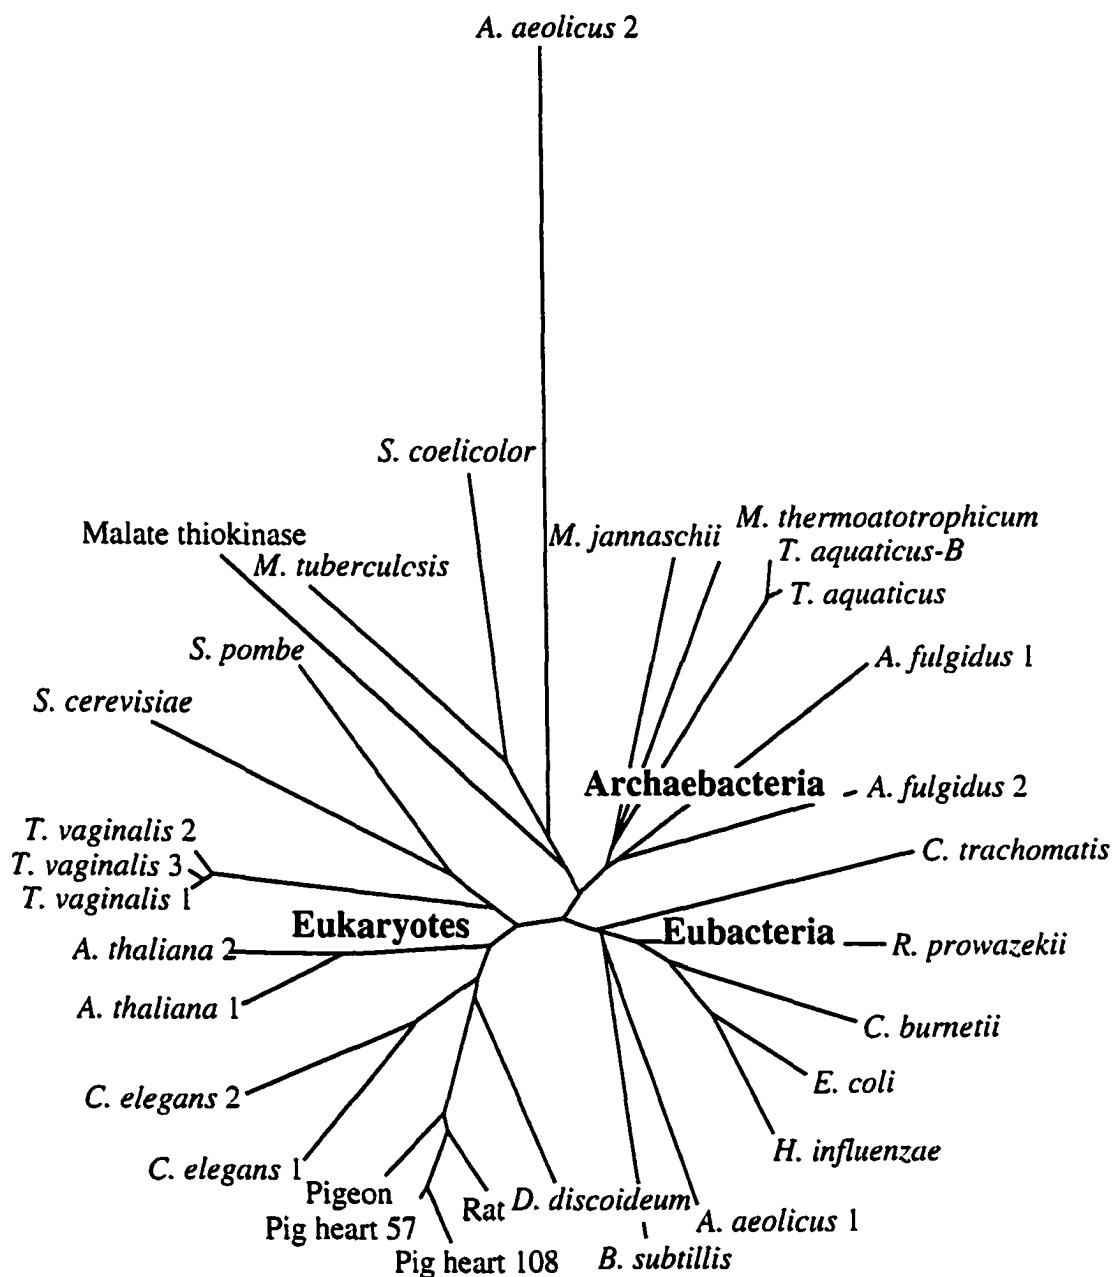 A. aeolicus 2
S. coelicolor
Malate thiokinase
M. tuberculcsis
M. jannaschii
M. thermoatotrophicum
T. aquaticus-B
T. aquaticus
S. pombe
A. fulgidus 1
S. cerevisiae
Archaebacteria
A. fulgidus 2
T. vaginalis 2
T. vaginalis 3
T. vaginalis 1
C. trachomatis
Eukaryotes
Eubacteria
R. prowazekii
A. thaliana 2
A. thaliana 1
C. burnetii
E. coli
C. elegans 2
H. influenzae
C. elegans 1
Pigeon
Rat
D. discoideum
A. aeolicus 1
Pig heart 57
Pig heart 108
B. subtillis